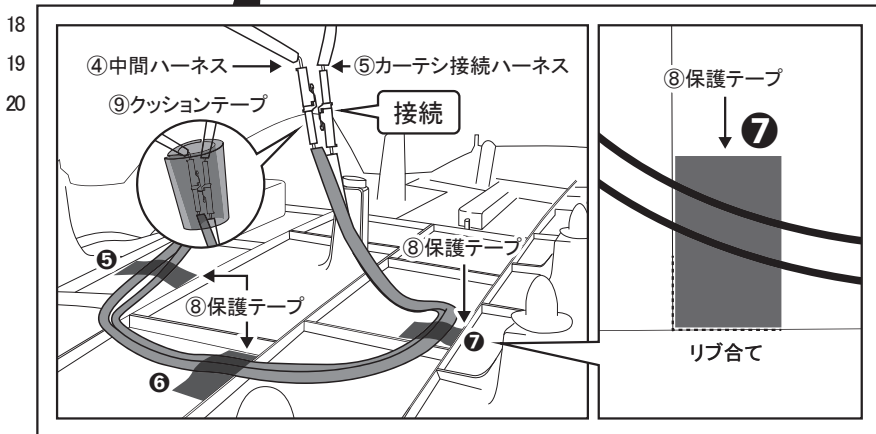 18
19
20
④中間ハーネス
⑤カーテシ接続ハーネス
⑨クッションテープ
接続
❺
⑧保護テープ
⑧保護テープ
❻
❼
⑧保護テープ
❼
リブ合て